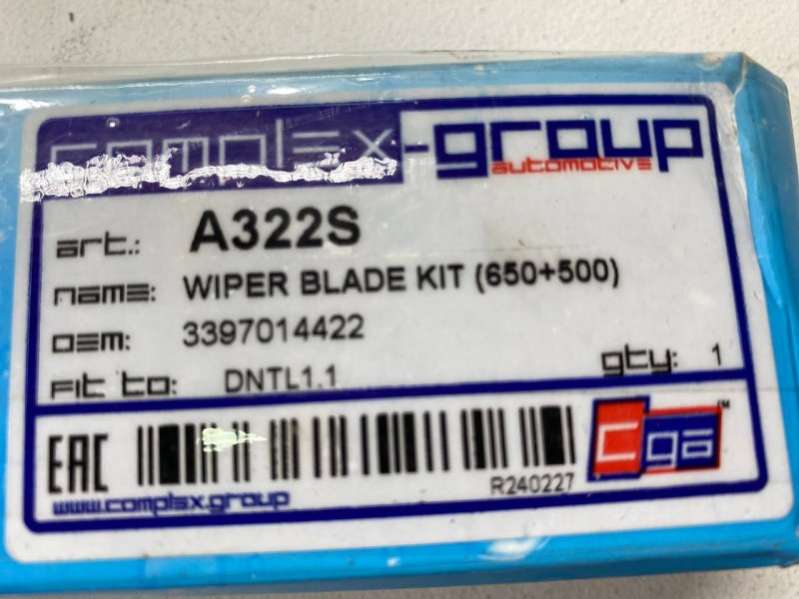 complex-group
automotive
art.: A322S
name: WIPER BLADE KIT (650+500)
oem: 3397014422
Fit to: DNTL1.1 qty: 1
EAC R240227 cga ™
www.complex.group